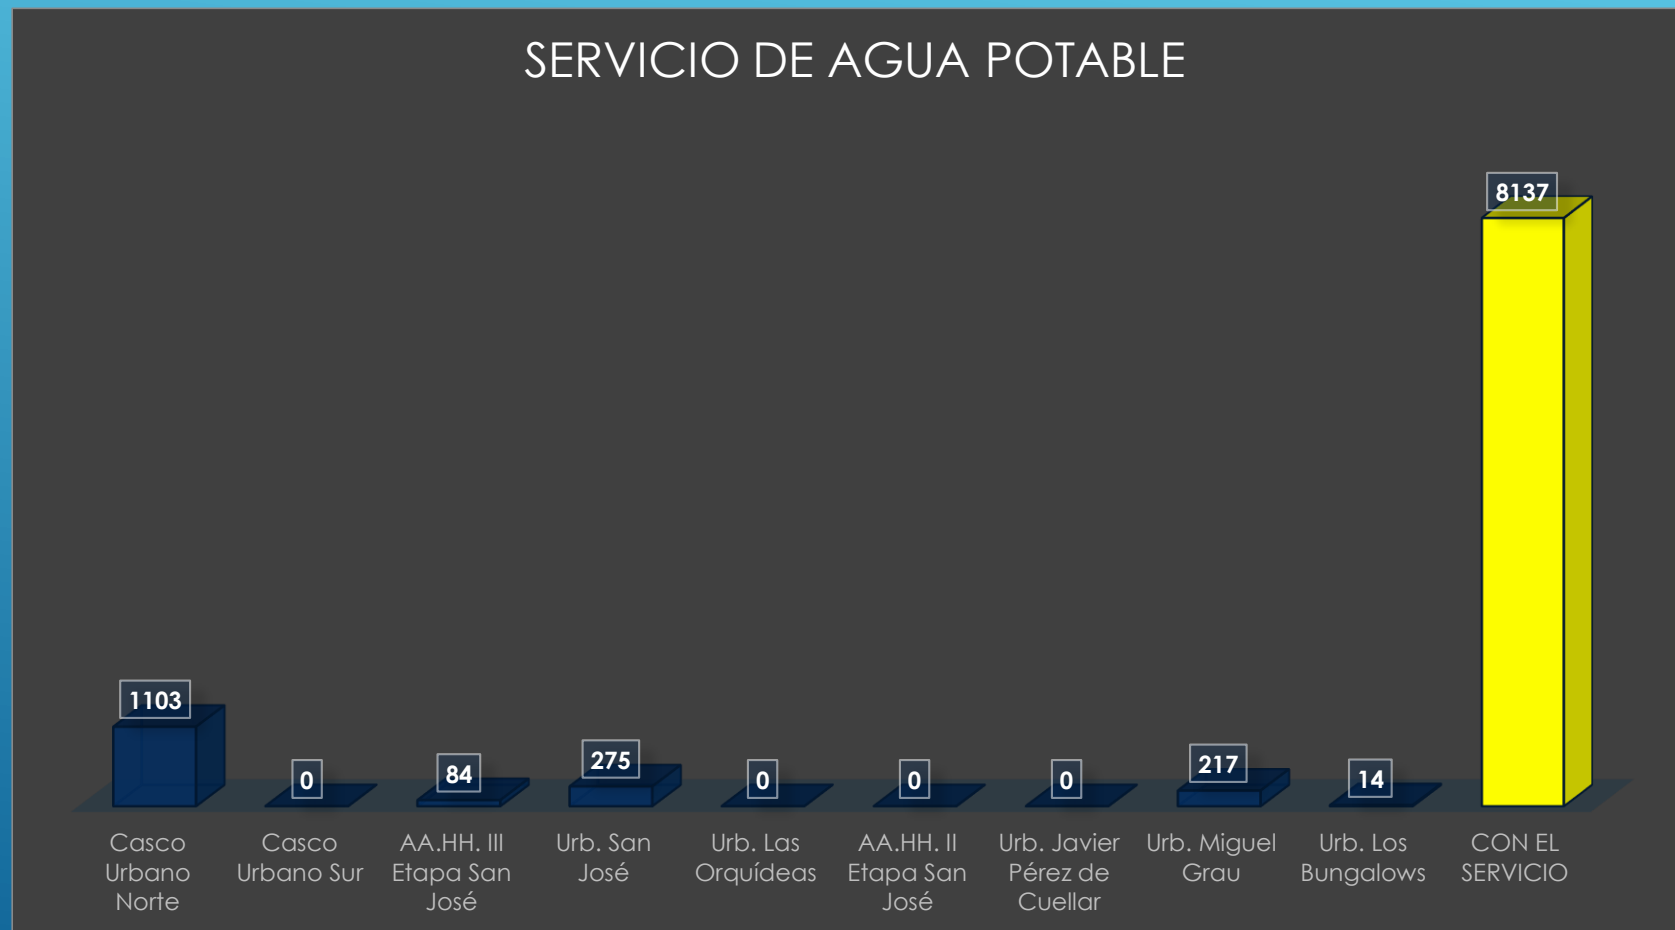 SERVICIO DE AGUA POTABLE
8137
1103
0
84
275
0
0
0
217
14
Casco
Urbano
Norte
Casco
Urbano Sur
AA.HH. III
Etapa San
José
Urb. San
José
Urb. Las
Orquídeas
AA.HH. II
Etapa San
José
Urb. Javier
Pérez de
Cuellar
Urb. Miguel
Grau
Urb. Los
Bungalows
CON EL
SERVICIO